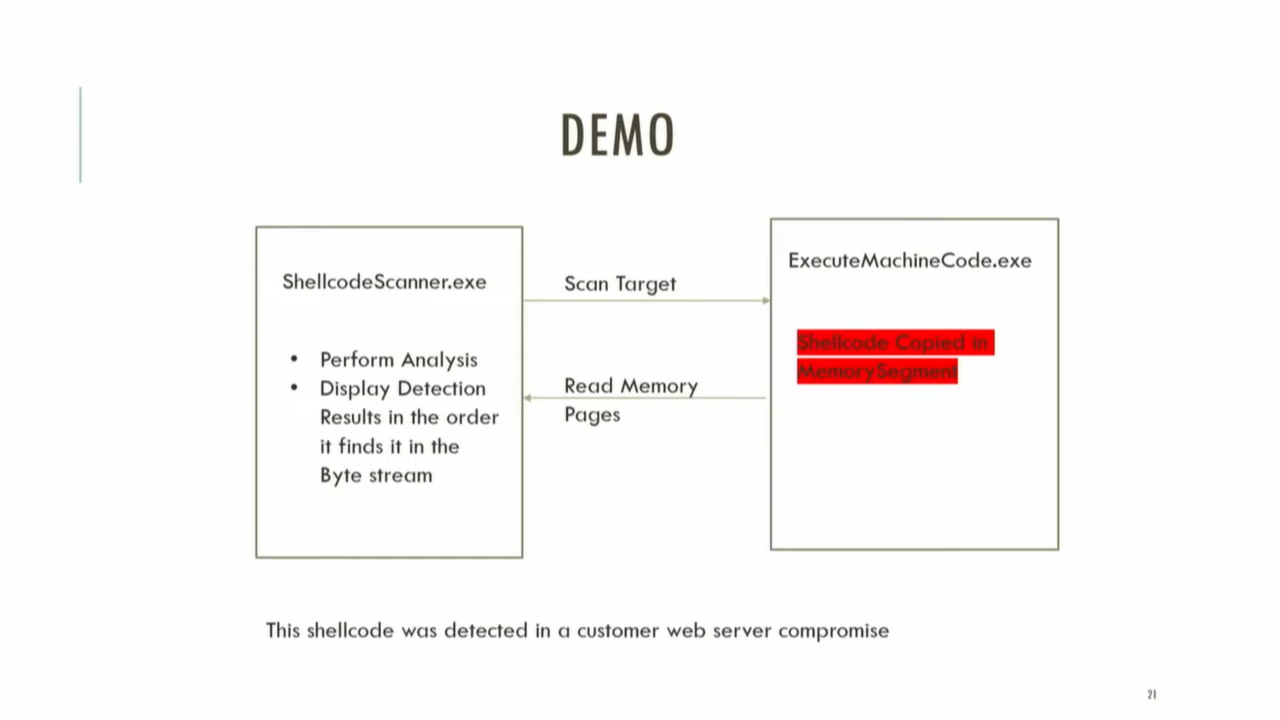 DEMO
ShellcodeScanner.exe
• Perform Analysis
• Display Detection
Results in the order
it finds it in the
Byte stream
Scan Target
Read Memory
Pages
ExecuteMachineCode.exe
Shellcode Copied in
MemorySegment
This shellcode was detected in a customer web server compromise
21